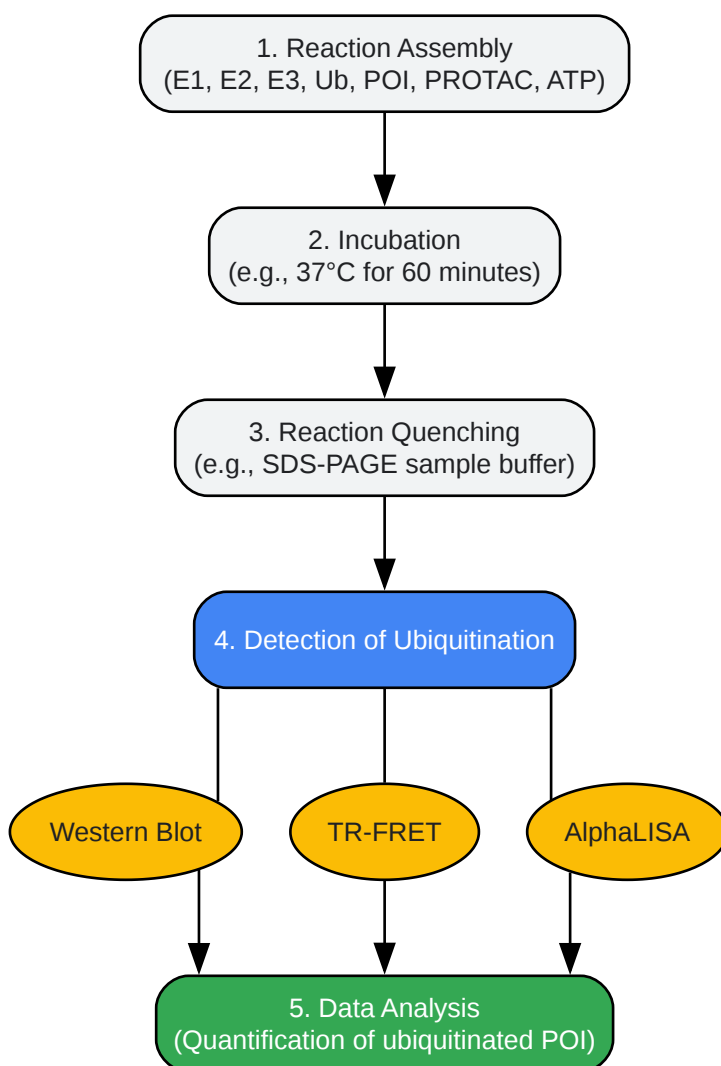 1. Reaction Assembly
(E1, E2, E3, Ub, POI, PROTAC, ATP)
2. Incubation
(e.g., 37°C for 60 minutes)
3. Reaction Quenching
(e.g., SDS-PAGE sample buffer)
4. Detection of Ubiquitination
Western Blot
TR-FRET
AlphaLISA
5. Data Analysis
(Quantification of ubiquitinated POI)